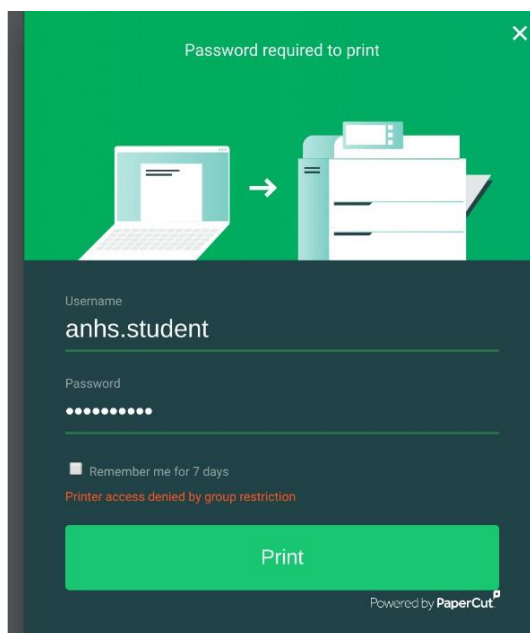 Password required to print
Username
anhs.student
Password
••••••••••
Remember me for 7 days
Printer access denied by group restriction
Print
Powered by PaperCut